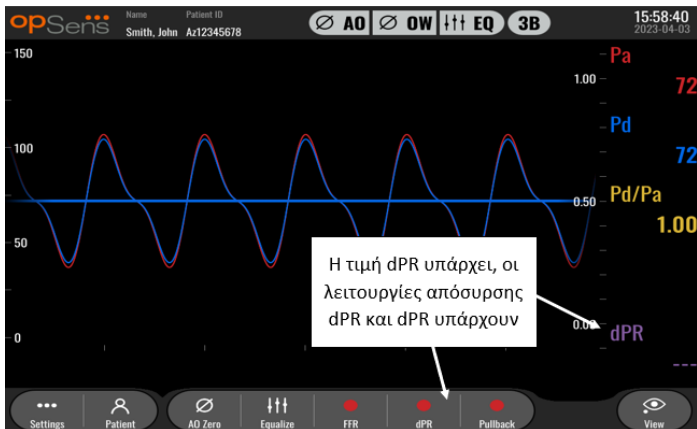 opSens
Name
Patient ID
Smith, John
Az12345678
AO
OW
EQ
3B
15:58:40
2023-04-03
150
100
50
0
1.00
0.50
0.00
Pa
72
Pd
72
Pd/Pa
1.00
dPR
---
Η τιμή dPR υπάρχει, οι
λειτουργίες απόσυρσης
dPR και dPR υπάρχουν
Settings
Patient
AO Zero
Equalize
FFR
dPR
Pullback
View